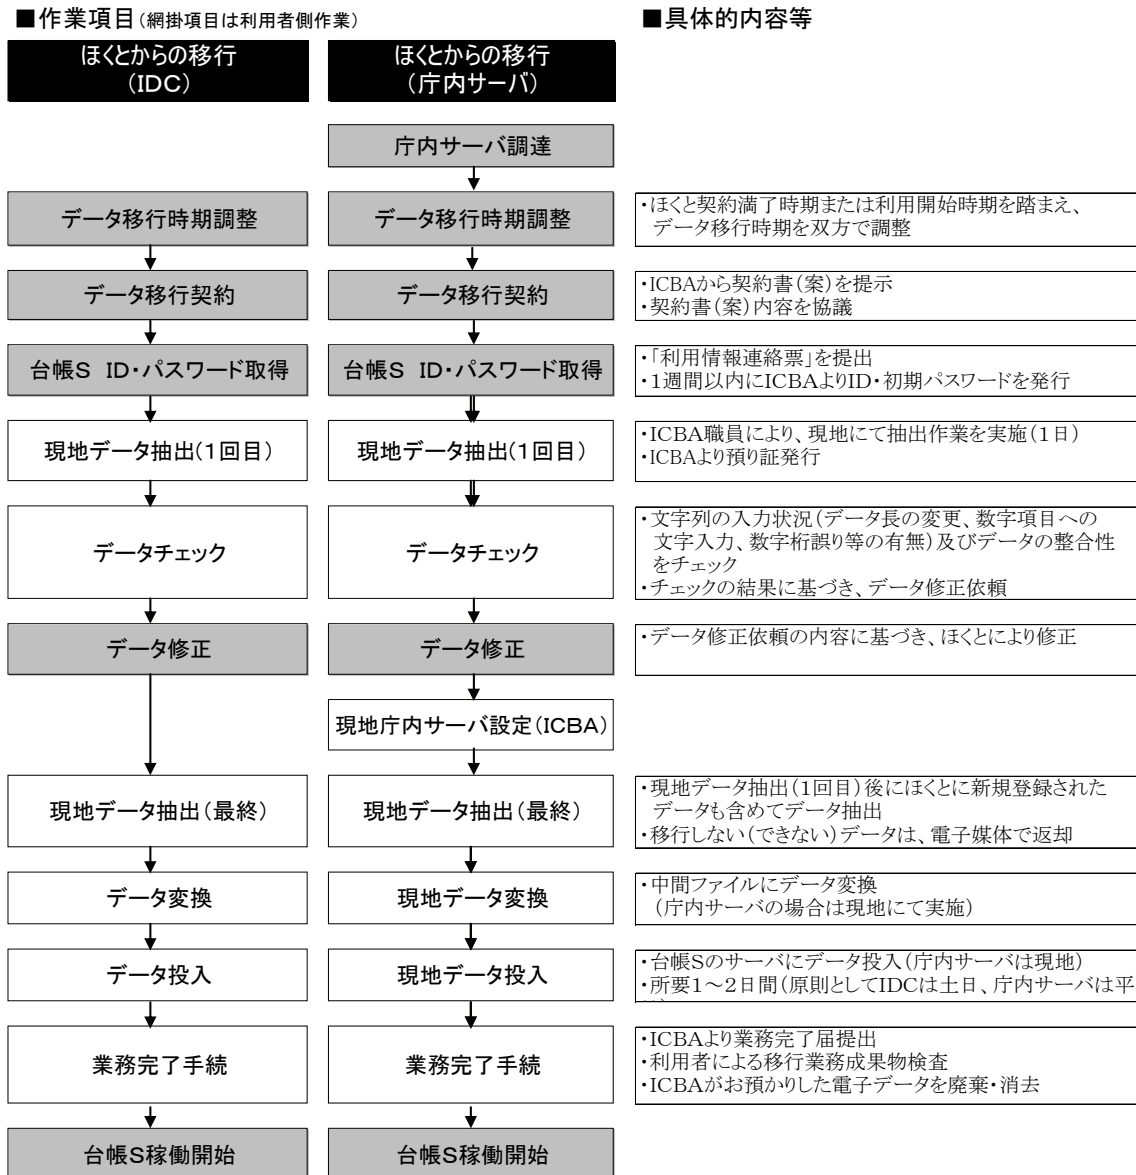 ■作業項目(網掛項目は利用者側作業)
■具体的内容等
ほくとからの移行
(IDC)
ほくとからの移行
(庁内サーバ)
庁内サーバ調達
データ移行時期調整
データ移行時期調整
・ほくと契約満了時期または利用開始時期を踏まえ、
データ移行時期を双方で調整
データ移行契約
データ移行契約
・ICBAから契約書(案)を提示
・契約書(案)内容を協議
台帳S ID・パスワード取得
台帳S ID・パスワード取得
・「利用情報連絡票」を提出
・1週間以内にICBAよりID・初期パスワードを発行
現地データ抽出(1回目)
現地データ抽出(1回目)
・ICBA職員により、現地にて抽出作業を実施(1日)
・ICBAより預り証発行
データチェック
データチェック
・文字列の入力状況(データ長の変更、数字項目への
文字入力、数字桁誤り等の有無)及びデータの整合性
をチェック
・チェックの結果に基づき、データ修正依頼
データ修正
データ修正
・データ修正依頼の内容に基づき、ほくとにより修正
現地庁内サーバ設定(ICBA)
現地データ抽出(最終)
現地データ抽出(最終)
・現地データ抽出(1回目)後にほくとに新規登録された
データも含めてデータ抽出
・移行しない(できない)データは、電子媒体で返却
データ変換
現地データ変換
・中間ファイルにデータ変換
(庁内サーバの場合は現地にて実施)
データ投入
現地データ投入
・台帳Sのサーバにデータ投入(庁内サーバは現地)
・所要1~2日間(原則としてIDCは土日、庁内サーバは平
業務完了手続
業務完了手続
・ICBAより業務完了届提出
・利用者による移行業務成果物検査
・ICBAがお預かりした電子データを廃棄・消去
台帳S稼働開始
台帳S稼働開始